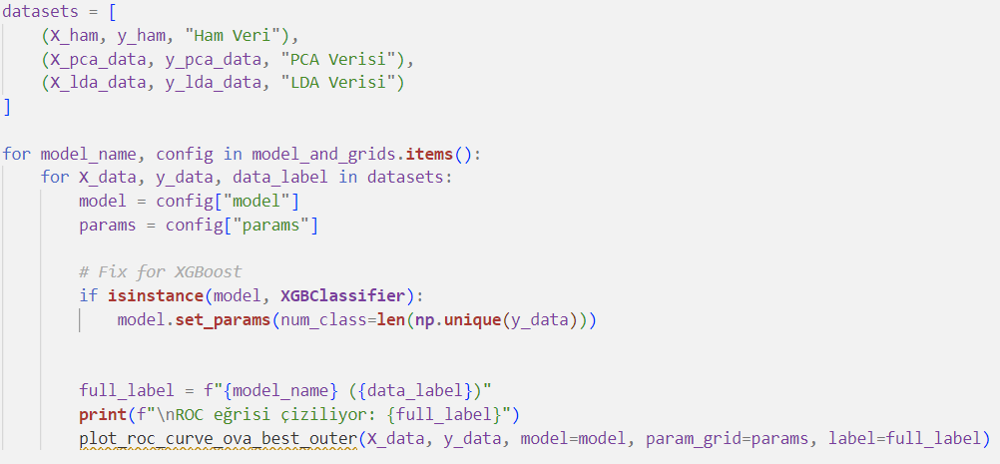 datasets = [
    (X_ham, y_ham, "Ham Veri"),
    (X_pca_data, y_pca_data, "PCA Verisi"),
    (X_lda_data, y_lda_data, "LDA Verisi")
]
for model_name, config in model_and_grids.items():
    for X_data, y_data, data_label in datasets:
        model = config["model"]
        params = config["params"]
        # Fix for XGBoost
        if isinstance(model, XGBClassifier):
            model.set_params(num_class=len(np.unique(y_data)))
        full_label = f"{model_name} ({data_label})"
        print(f"\nROC eğrisi çiziliyor: {full_label}")
        plot_roc_curve_ova_best_outer(X_data, y_data, model=model, param_grid=params, label=full_label)